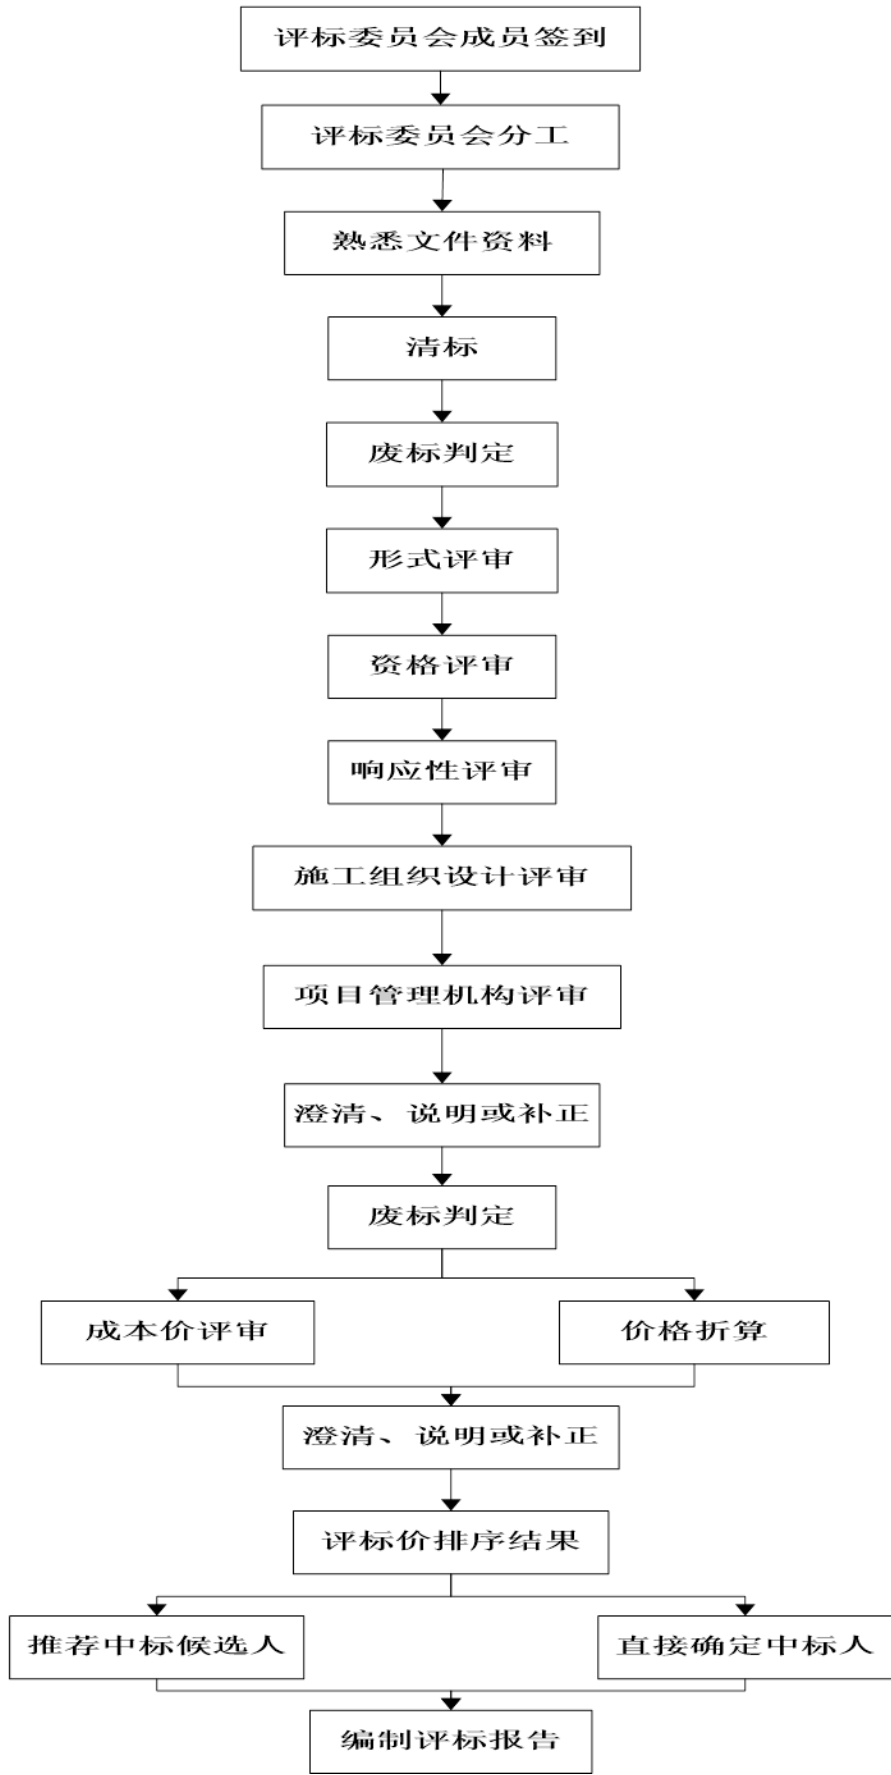 评标委员会成员签到
评标委员会分工
熟悉文件资料
清标
废标判定
形式评审
资格评审
响应性评审
施工组织设计评审
项目管理机构评审
澄清、说明或补正
废标判定
成本价评审
价格折算
澄清、说明或补正
评标价排序结果
推荐中标候选人
直接确定中标人
编制评标报告